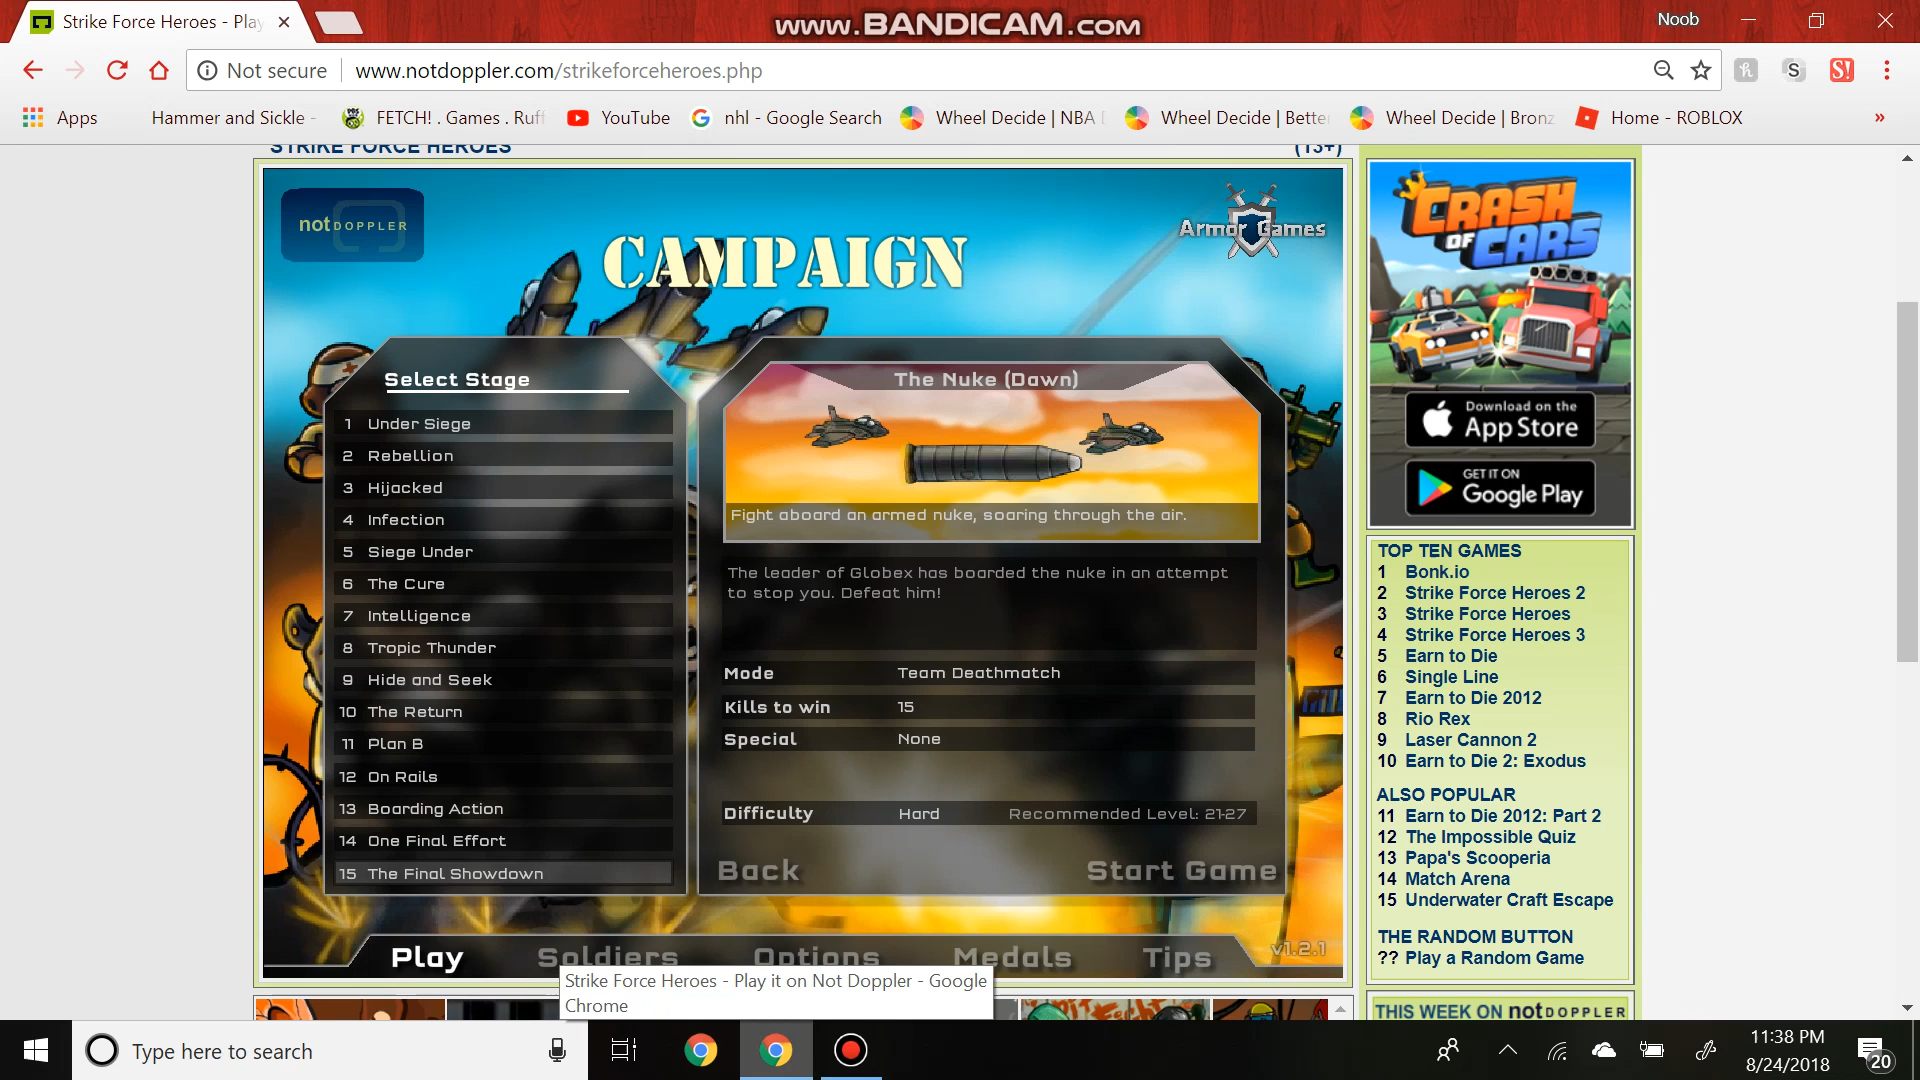 Strike Force Heroes - Play
www.BANDICAM.com
Noob
Not secure
www.notdoppler.com/strikeforceheroes.php
S
S!
Apps
Hammer and Sickle -
FETCH! . Games . Ruff
YouTube
nhl - Google Search
Wheel Decide | NBA
Wheel Decide | Better
Wheel Decide | Bronz
Home - ROBLOX
»
STRIKE FORCE HEROES
(13+)
notDOPPLER
Armor Games
CAMPAIGN
Select Stage
1 Under Siege
2 Rebellion
3 Hijacked
4 Infection
5 Siege Under
6 The Cure
7 Intelligence
8 Tropic Thunder
9 Hide and Seek
10 The Return
11 Plan B
12 On Rails
13 Boarding Action
14 One Final Effort
15 The Final Showdown
The Nuke (Dawn)
Fight aboard an armed nuke, soaring through the air.
The leader of Globex has boarded the nuke in an attempt
to stop you. Defeat him!
Mode Team Deathmatch
Kills to win 15
Special None
Difficulty Hard Recommended Level: 21-27
Back
Start Game
Play
Soldiers
Options
Medals
Tips
v1.2.1
Strike Force Heroes - Play it on Not Doppler - Google
Chrome
CRASH
OF
CARS
Download on the
App Store
GET IT ON
Google Play
TOP TEN GAMES
1 Bonk.io
2 Strike Force Heroes 2
3 Strike Force Heroes
4 Strike Force Heroes 3
5 Earn to Die
6 Single Line
7 Earn to Die 2012
8 Rio Rex
9 Laser Cannon 2
10 Earn to Die 2: Exodus
ALSO POPULAR
11 Earn to Die 2012: Part 2
12 The Impossible Quiz
13 Papa's Scooperia
14 Match Arena
15 Underwater Craft Escape
THE RANDOM BUTTON
?? Play a Random Game
THIS WEEK ON notDOPPLER
Type here to search
11:38 PM
8/24/2018
20